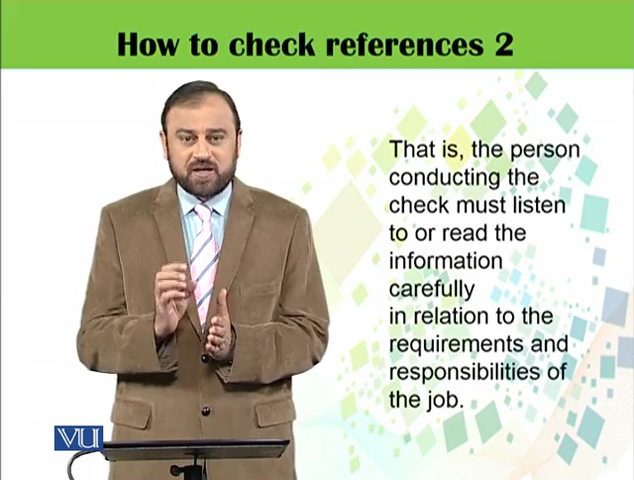 How to check references 2
That is, the person
conducting the
check must listen
to or read the
information
carefully
in relation to the
requirements and
responsibilities of
the job.
VU